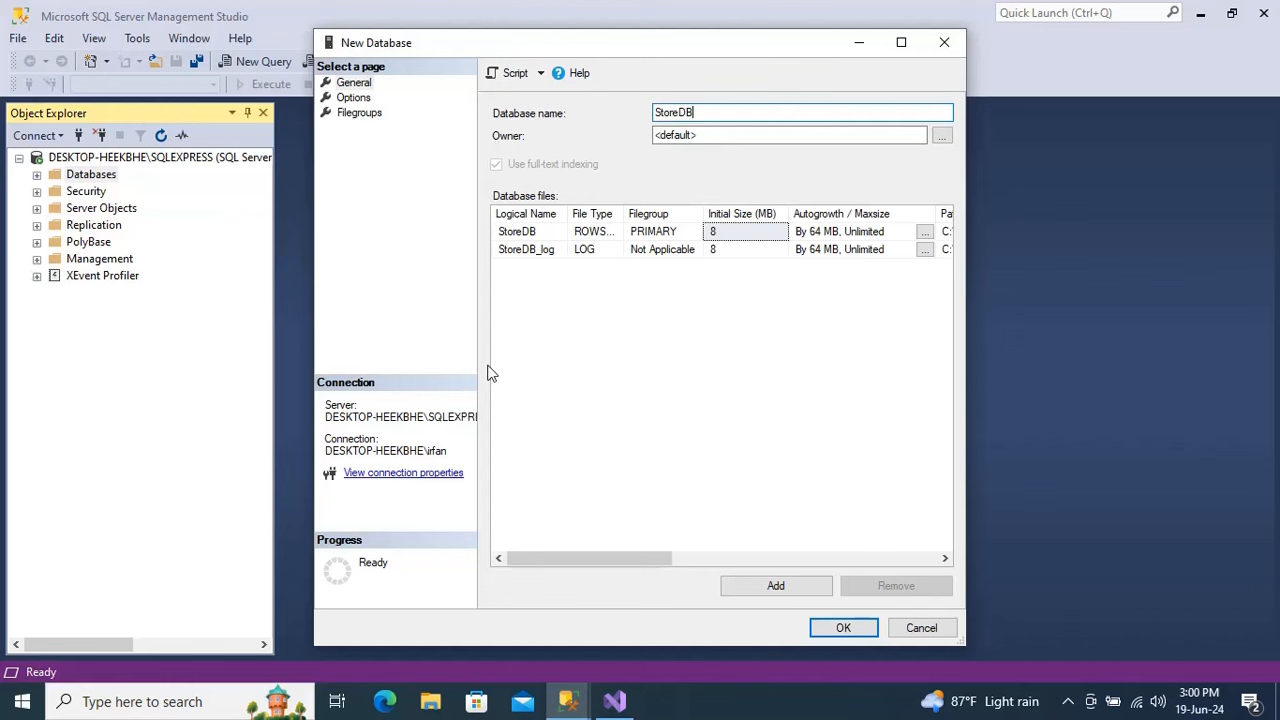 Microsoft SQL Server Management Studio
Quick Launch (Ctrl+Q)
File Edit View Tools Window Help
New Query
Execute
Object Explorer
Connect
DESKTOP-HEEKBHE\SQLEXPRESS (SQL Server
Databases
Security
Server Objects
Replication
PolyBase
Management
XEvent Profiler
New Database
Select a page
General
Options
Filegroups
Connection
Server:
DESKTOP-HEEKBHE\SQLEXPRE
Connection:
DESKTOP-HEEKBHE\irfan
View connection properties
Progress
Ready
Script Help
Database name: StoreDB
Owner: <default> ...
Use full-text indexing
Database files:
Logical Name File Type Filegroup Initial Size (MB) Autogrowth / Maxsize Pa
StoreDB ROWS... PRIMARY 8 By 64 MB, Unlimited ... C:\
StoreDB_log LOG Not Applicable 8 By 64 MB, Unlimited ... C:\
Add Remove
OK Cancel
Ready
Type here to search
87°F Light rain
3:00 PM
19-Jun-24
2